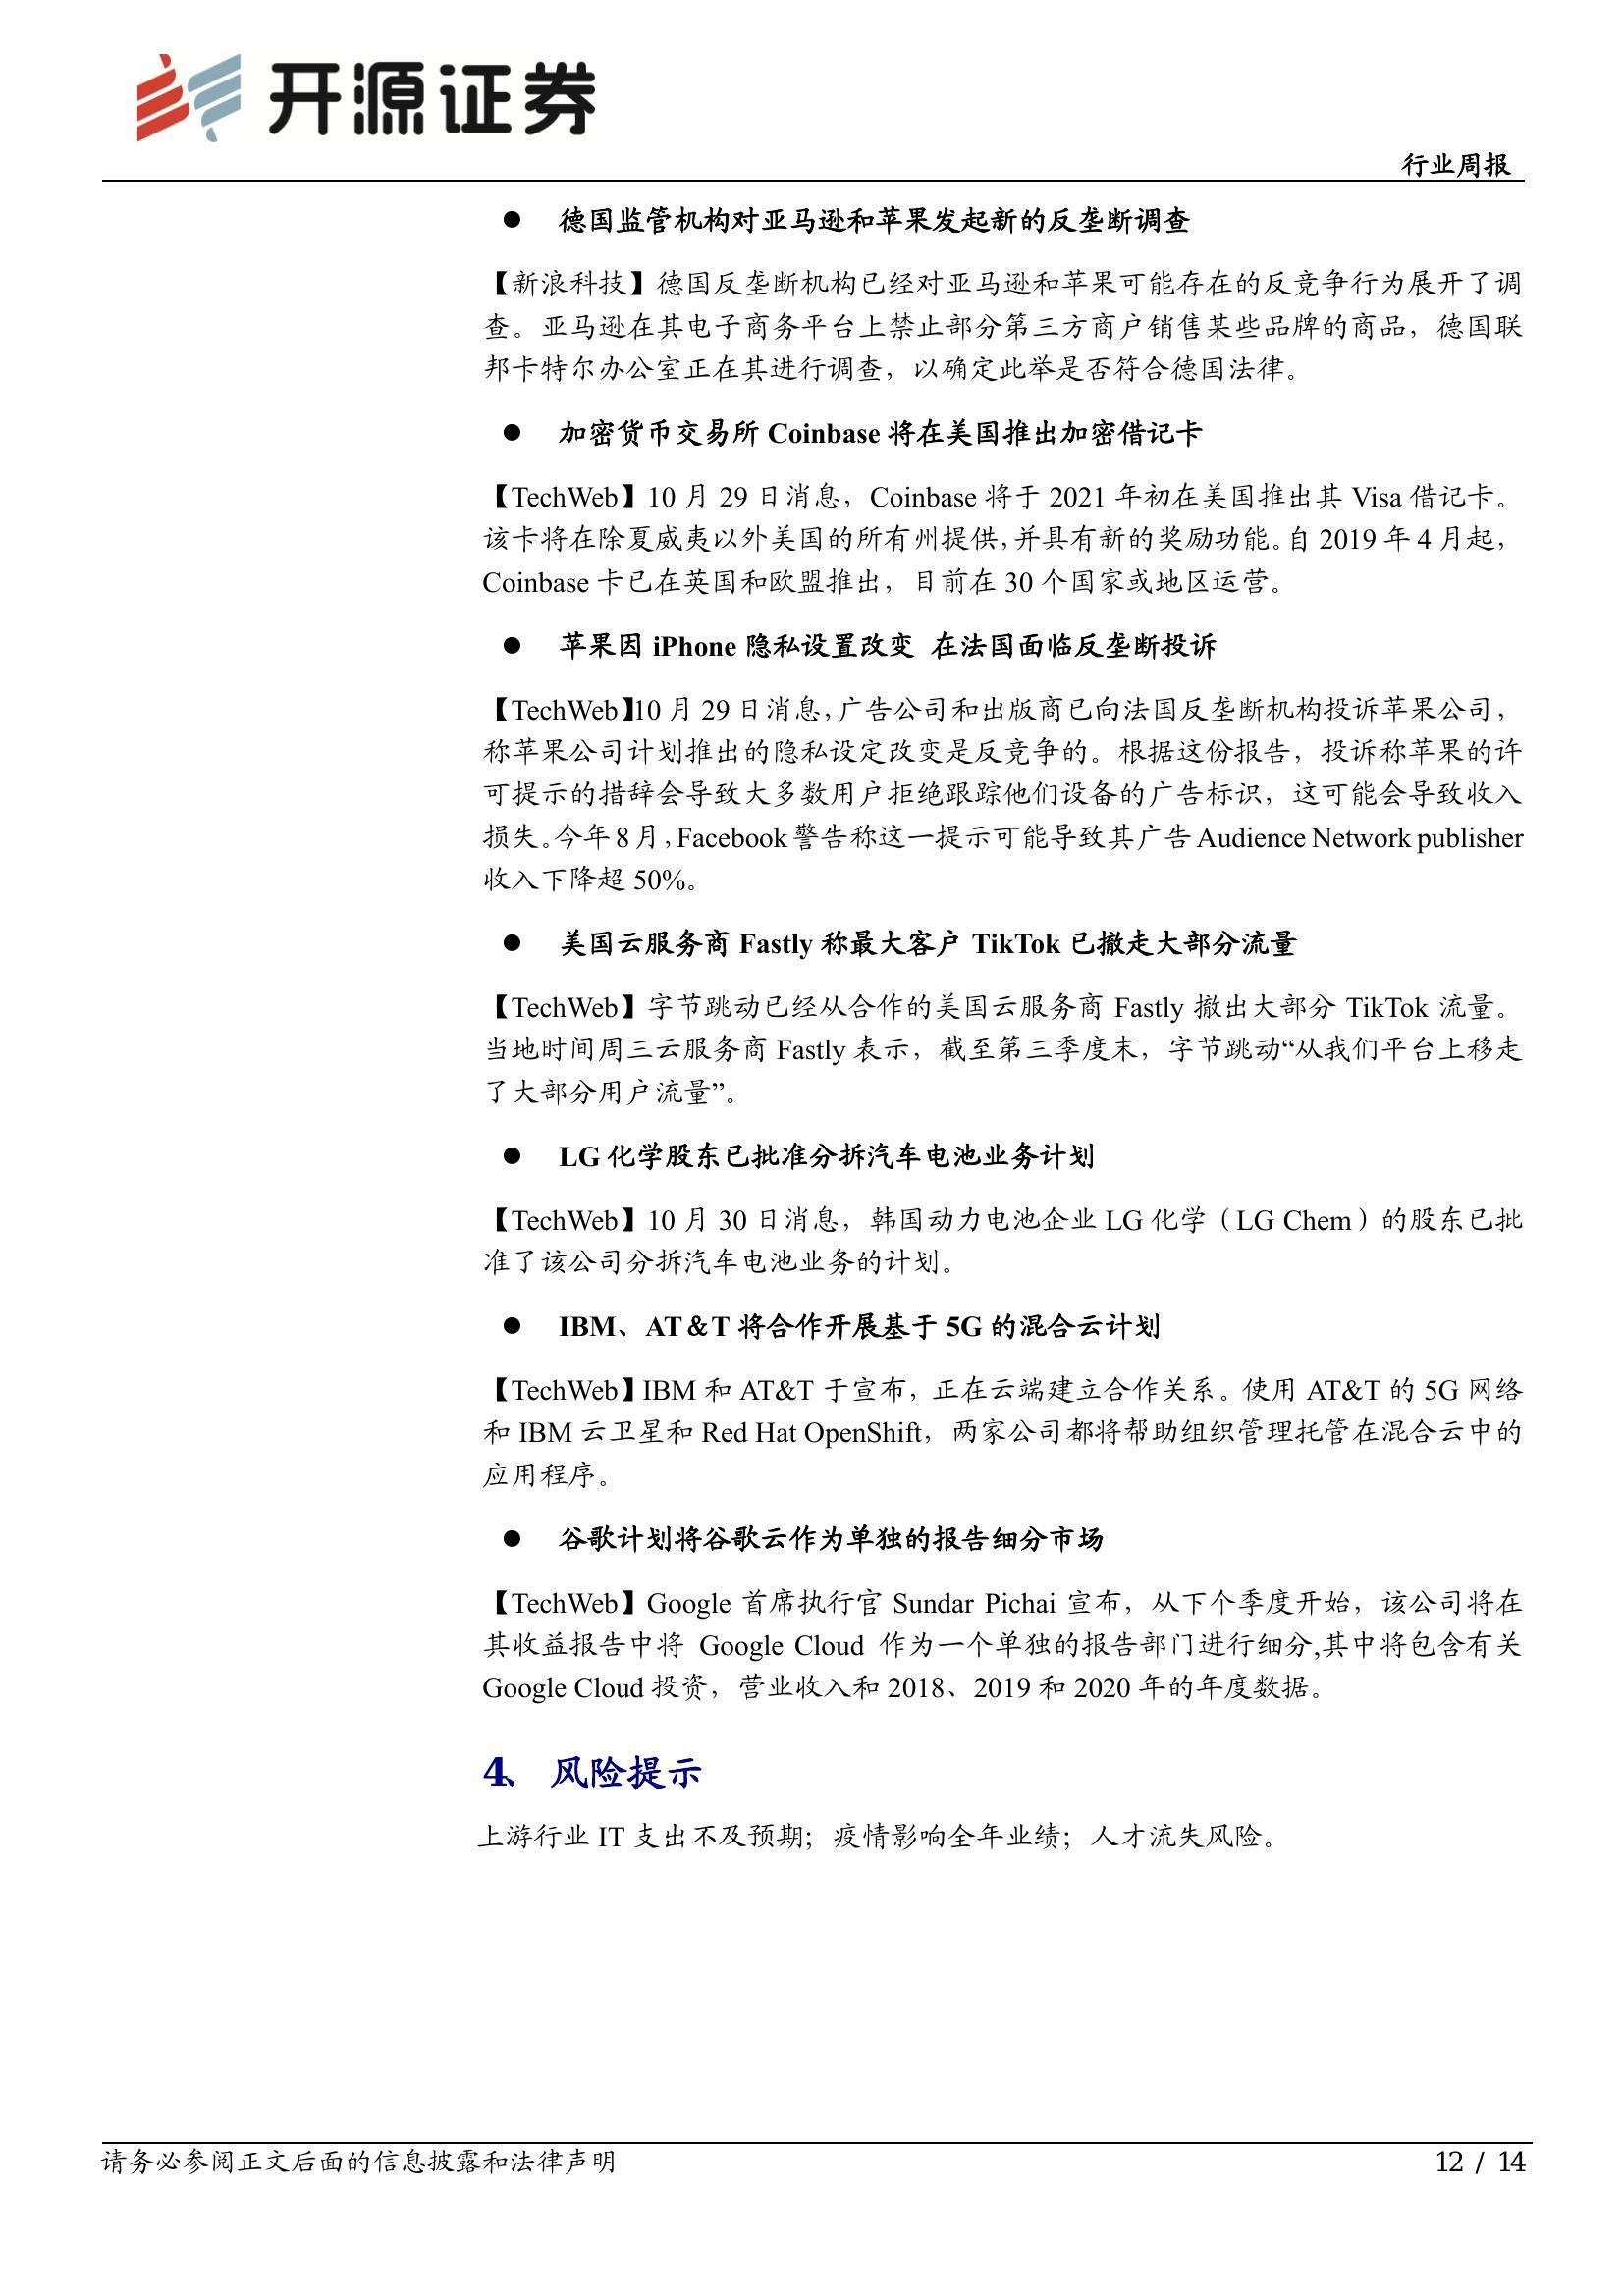 开源证券
行业周报
● 德国监管机构对亚马逊和苹果发起新的反垄断调查
【新浪科技】德国反垄断机构已经对亚马逊和苹果可能存在的反竞争行为展开了调
查。亚马逊在其电子商务平台上禁止部分第三方商户销售某些品牌的商品，德国联
邦卡特尔办公室正在其进行调查，以确定此举是否符合德国法律。
● 加密货币交易所 Coinbase 将在美国推出加密借记卡
【TechWeb】10 月 29 日消息，Coinbase 将于 2021 年初在美国推出其 Visa 借记卡。
该卡将在除夏威夷以外美国的所有州提供，并具有新的奖励功能。自 2019 年 4 月起，
Coinbase 卡已在英国和欧盟推出，目前在 30 个国家或地区运营。
● 苹果因 iPhone 隐私设置改变 在法国面临反垄断投诉
【TechWeb】10 月 29 日消息，广告公司和出版商已向法国反垄断机构投诉苹果公司，
称苹果公司计划推出的隐私设定改变是反竞争的。根据这份报告，投诉称苹果的许
可提示的措辞会导致大多数用户拒绝跟踪他们设备的广告标识，这可能会导致收入
损失。今年 8 月，Facebook 警告称这一提示可能导致其广告 Audience Network publisher
收入下降超 50%。
● 美国云服务商 Fastly 称最大客户 TikTok 已撤走大部分流量
【TechWeb】字节跳动已经从合作的美国云服务商 Fastly 撤出大部分 TikTok 流量。
当地时间周三云服务商 Fastly 表示，截至第三季度末，字节跳动“从我们平台上移走
了大部分用户流量”。
● LG 化学股东已批准分拆汽车电池业务计划
【TechWeb】10 月 30 日消息，韩国动力电池企业 LG 化学（LG Chem）的股东已批
准了该公司分拆汽车电池业务的计划。
● IBM、AT＆T 将合作开展基于 5G 的混合云计划
【TechWeb】IBM 和 AT&T 于宣布，正在云端建立合作关系。使用 AT&T 的 5G 网络
和 IBM 云卫星和 Red Hat OpenShift，两家公司都将帮助组织管理托管在混合云中的
应用程序。
● 谷歌计划将谷歌云作为单独的报告细分市场
【TechWeb】Google 首席执行官 Sundar Pichai 宣布，从下个季度开始，该公司将在
其收益报告中将 Google Cloud 作为一个单独的报告部门进行细分,其中将包含有关
Google Cloud 投资，营业收入和 2018、2019 和 2020 年的年度数据。
4、 风险提示
上游行业 IT 支出不及预期；疫情影响全年业绩；人才流失风险。
请务必参阅正文后面的信息披露和法律声明
12 / 14